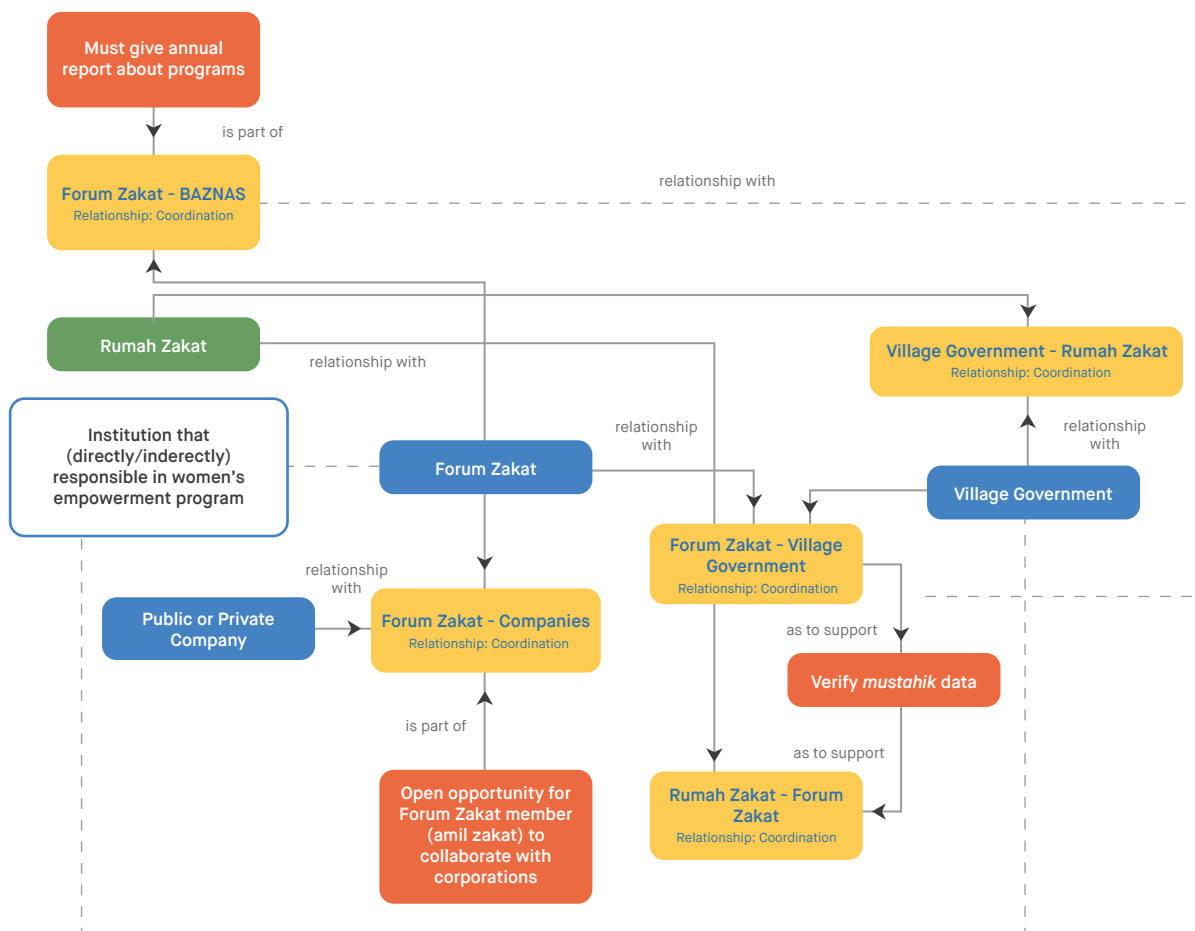 Must give annual
report about programs
is part of
Forum Zakat - BAZNAS
Relationship: Coordination
relationship with
Rumah Zakat
relationship with
Village Government - Rumah Zakat
Relationship: Coordination
relationship
with
Institution that
(directly/inderectly)
responsible in women's
empowerment program
Forum Zakat
relationship
with
Village Government
Forum Zakat - Village
Government
Relationship: Coordination
relationship
with
Public or Private
Company
Forum Zakat - Companies
Relationship: Coordination
as to support
Verify mustahik data
is part of
as to support
Open opportunity for
Forum Zakat member
(amil zakat) to
collaborate with
corporations
Rumah Zakat - Forum
Zakat
Relationship: Coordination